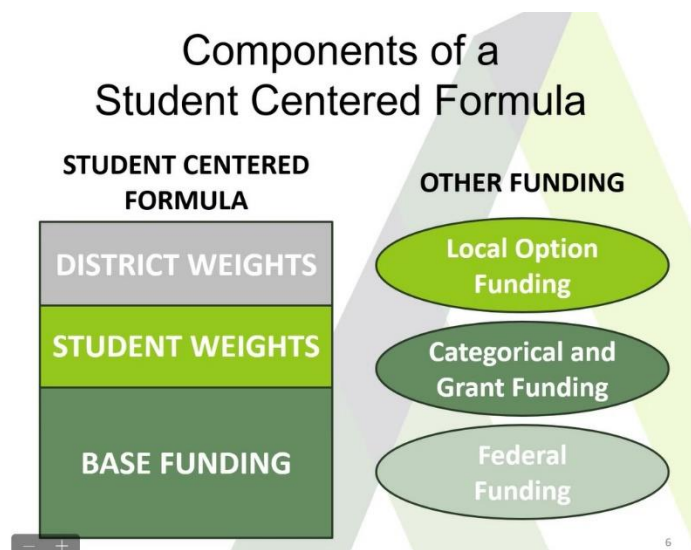 Components of a
Student Centered Formula
STUDENT CENTERED
FORMULA
DISTRICT WEIGHTS
STUDENT WEIGHTS
BASE FUNDING
OTHER FUNDING
Local Option
Funding
Categorical and
Grant Funding
Federal
Funding
6